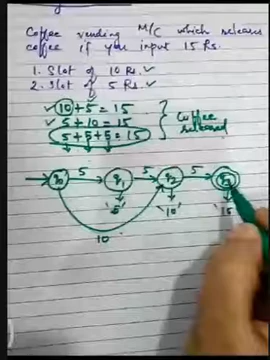 Coffee vending M/C which releases
coffee if you input 15 Rs.
1. Slot of 10 Rs. ✓
2. Slot of 5 Rs. ✓
✓ 10 + 5 = 15
✓ 5 + 10 = 15
5 + 5 + 5 = 15
Coffee
released
5 5 5
q0 q1 q2
'5' '10' '15
10